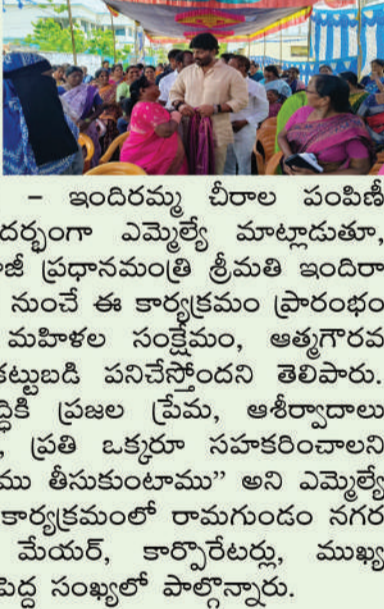 – ఇందిరమ్మ చీరాల పంపిణీ
దర్భంగా ఎమ్మెల్యే మాట్లాడుతూ,
జీ ప్రధానమంత్రి శ్రీమతి ఇందిరా
నుంచే ఈ కార్యక్రమం ప్రారంభం
మహిళల సంక్షేమం, ఆత్మగౌరవ
కట్టుబడి పనిచేస్తోందని తెలిపారు.
ద్ధికి ప్రజల ప్రేమ, ఆశీర్వాదాలు
, ప్రతి ఒక్కరూ సహకరించాలని
ము తీసుకుంటాము” అని ఎమ్మెల్యే
కార్యక్రమంలో రామగుండం నగర
మేయర్, కార్పొరేటర్లు, ముఖ్య
పెద్ద సంఖ్యలో పాల్గొన్నారు.